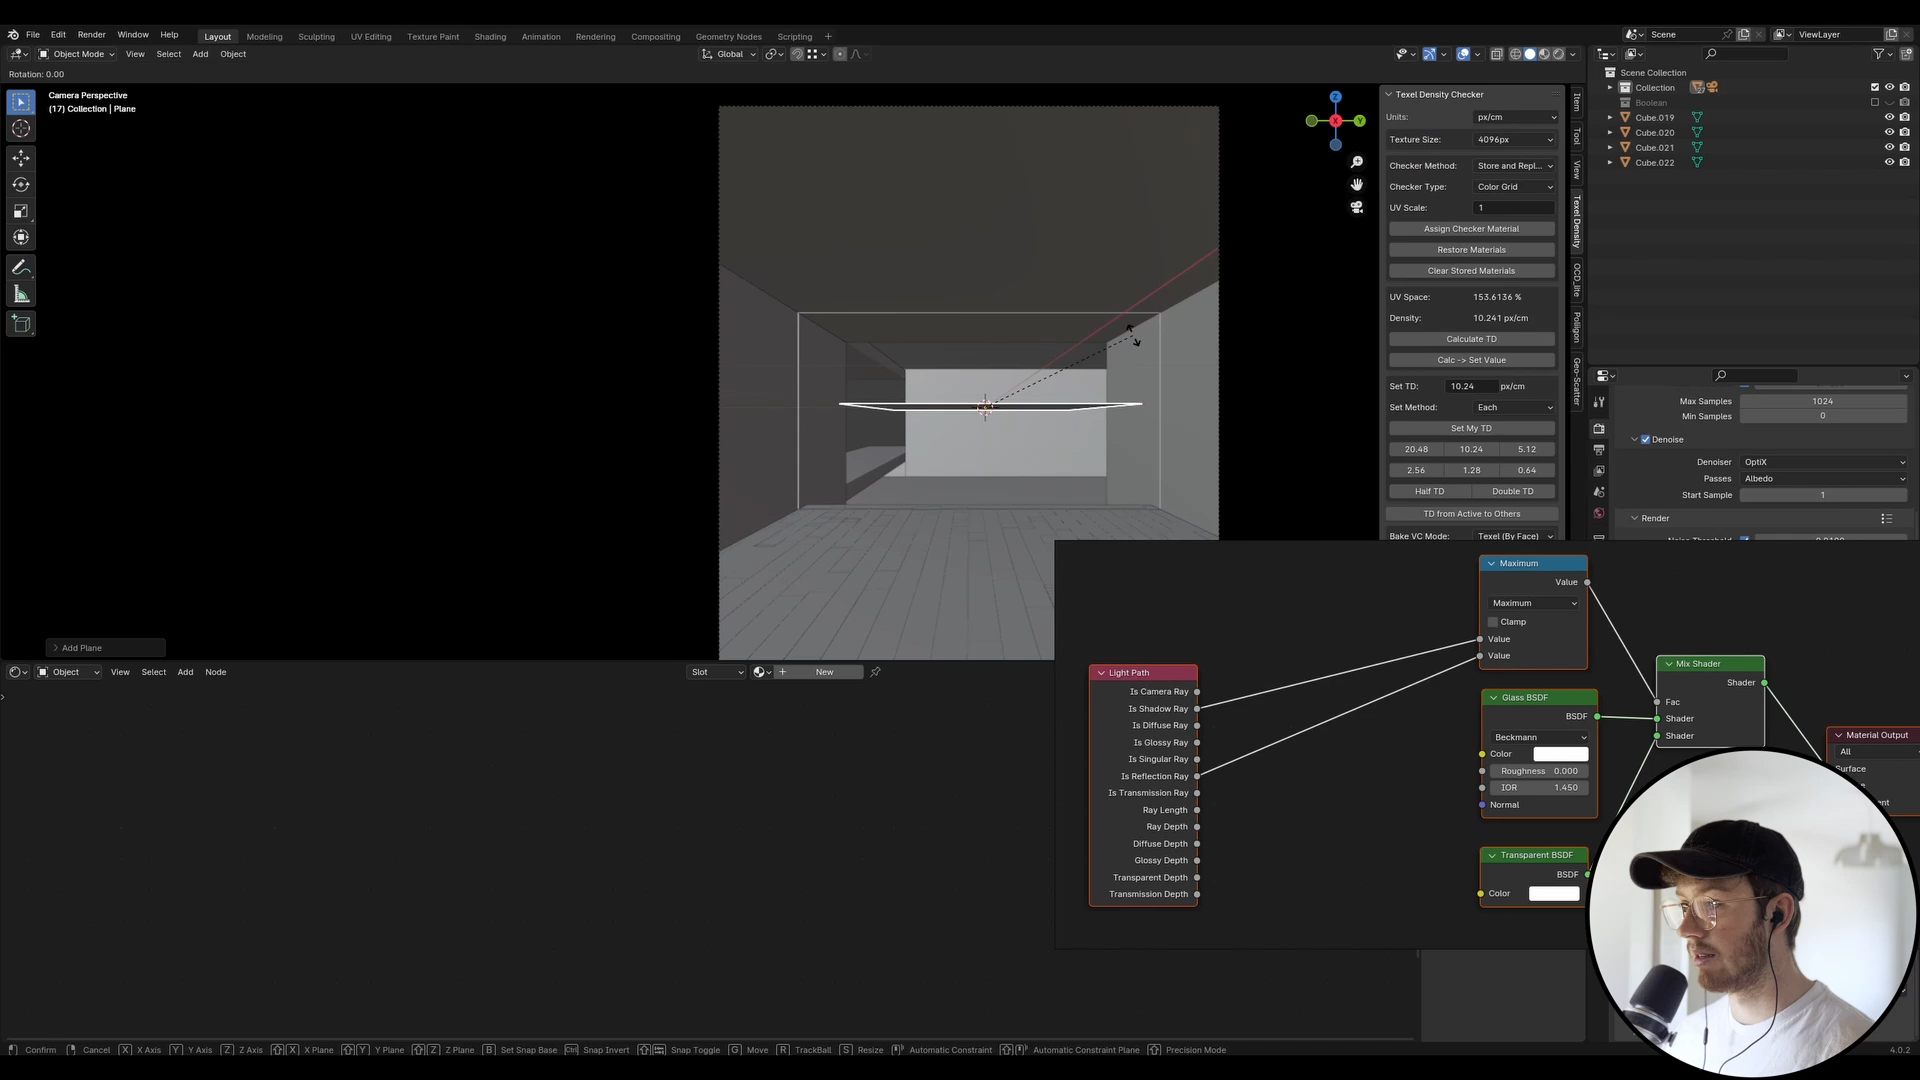 File Edit Render Window Help Layout Modeling Sculpting UV Editing Texture Paint Shading Animation Rendering Compositing Geometry Nodes Scripting + Scene ViewLayer
Object Mode View Select Add Object Global
Rotation: 0.00
Camera Perspective
(17) Collection | Plane
Z
X
Y
Texel Density Checker
Units: px/cm
Texture Size: 4096px
Checker Method: Store and Repl...
Checker Type: Color Grid
UV Scale: 1
Assign Checker Material
Restore Materials
Clear Stored Materials
UV Space: 153.6136 %
Density: 10.241 px/cm
Calculate TD
Calc -> Set Value
Set TD: 10.24 px/cm
Set Method: Each
Set My TD
20.48 10.24 5.12
2.56 1.28 0.64
Half TD Double TD
TD from Active to Others
Bake VC Mode: Texel (By Face)
Item
Tool
View
Texel Density
OCD_lite
Poliigon
Geo-Scatter
Scene Collection
Collection
Boolean
Cube.019
Cube.020
Cube.021
Cube.022
Max Samples 1024
Min Samples 0
Denoise
Denoiser OptiX
Passes Albedo
Start Sample 1
Render
Add Plane
Object View Select Add Node Slot + New
Maximum
Value
Maximum
Clamp
Value
Value
Light Path
Is Camera Ray
Is Shadow Ray
Is Diffuse Ray
Is Glossy Ray
Is Singular Ray
Is Reflection Ray
Is Transmission Ray
Ray Length
Ray Depth
Diffuse Depth
Glossy Depth
Transparent Depth
Transmission Depth
Glass BSDF
BSDF
Beckmann
Color
Roughness 0.000
IOR 1.450
Normal
Transparent BSDF
BSDF
Color
Mix Shader
Shader
Fac
Shader
Shader
Material Output
All
Surface
Confirm Cancel X X Axis Y Y Axis Z Z Axis X X Plane Y Y Plane Z Z Plane B Set Snap Base Ctrl Snap Invert Snap Toggle G Move R TrackBall S Resize Automatic Constraint Automatic Constraint Plane Precision Mode
4.0.2